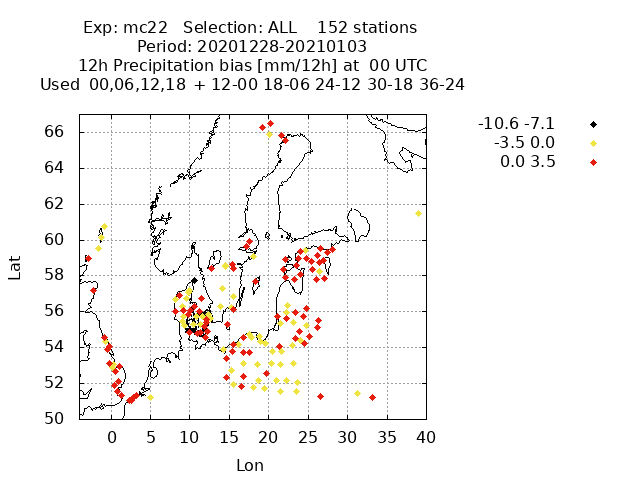 Exp: mc22   Selection: ALL    152 stations
Period: 20201228-20210103
12h Precipitation bias [mm/12h] at  00 UTC
Used  00,06,12,18  + 12-00 18-06 24-12 30-18 36-24
-10.6 -7.1
-3.5 0.0
0.0 3.5
66
64
62
60
58
56
54
52
50
Lat
0 5 10 15 20 25 30 35 40
Lon